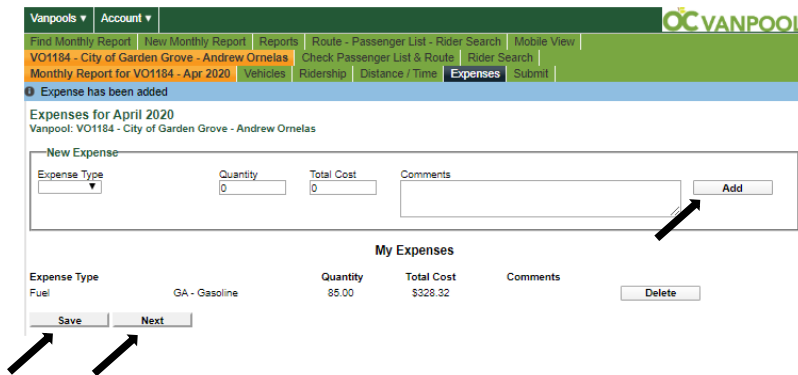 Vanpools ▾ Account ▾ OC VANPOOL
Find Monthly Report New Monthly Report Reports Route - Passenger List - Rider Search Mobile View
VO1184 - City of Garden Grove - Andrew Ornelas Check Passenger List & Route Rider Search
Monthly Report for VO1184 - Apr 2020 Vehicles Ridership Distance / Time Expenses Submit
Expense has been added
Expenses for April 2020
Vanpool: VO1184 - City of Garden Grove - Andrew Ornelas
New Expense
Expense Type Quantity Total Cost Comments
0 0 Add
My Expenses
Expense Type Quantity Total Cost Comments
Fuel GA - Gasoline 85.00 $328.32 Delete
Save Next